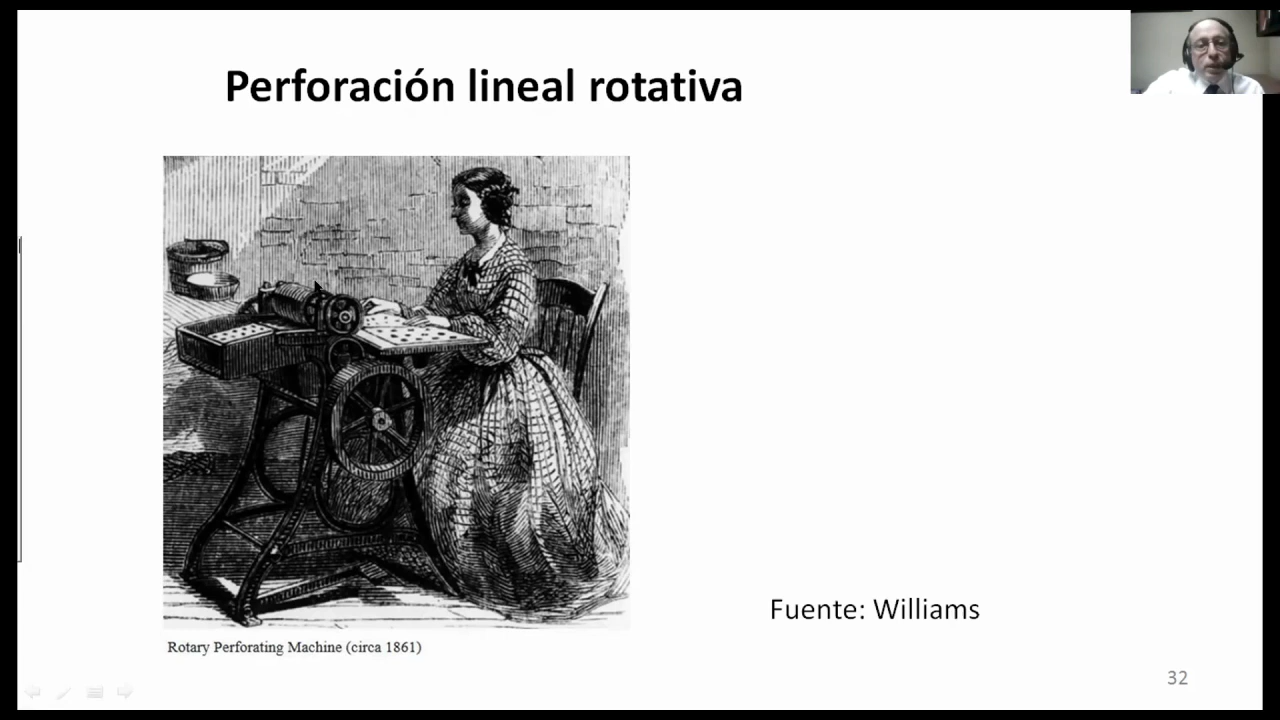 Perforación lineal rotativa
Rotary Perforating Machine (circa 1861)
Fuente: Williams
32